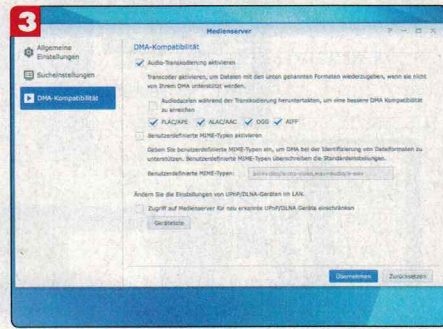 3
Medienserver
Allgemeine
Einstellungen
Sucheinstellungen
DMA-Kompatibilität
DMA-Kompatibilität
Audio-Transkodierung aktivieren
Transcoder aktivieren, um Dateien mit den unten genannten Formaten wiederzugeben, wenn sie nicht
von Ihrem DMA unterstützt werden.
Audiodateien während der Transkodierung heruntertakten, um eine bessere DMA Kompatibilität
zu erreichen
FLAC/APE ALAC/AAC OGG AIFF
Benutzerdefinierte MIME-Typen aktivieren
Geben Sie benutzerdefinierte MIME-Typen ein, um DMA bei der Identifizierung von Dateiformaten zu
unterstützen. Benutzerdefinierte MIME-Typen überschreiben die Standardeinstellungen.
Benutzerdefinierte MIME-Typen:
Ändern Sie die Einstellungen von UPnP/DLNA-Geräten im LAN.
Zugriff auf Medienserver für neu erkannte UPnP/DLNA Geräte einschränken
Geräteliste
Übernehmen Zurücksetzen